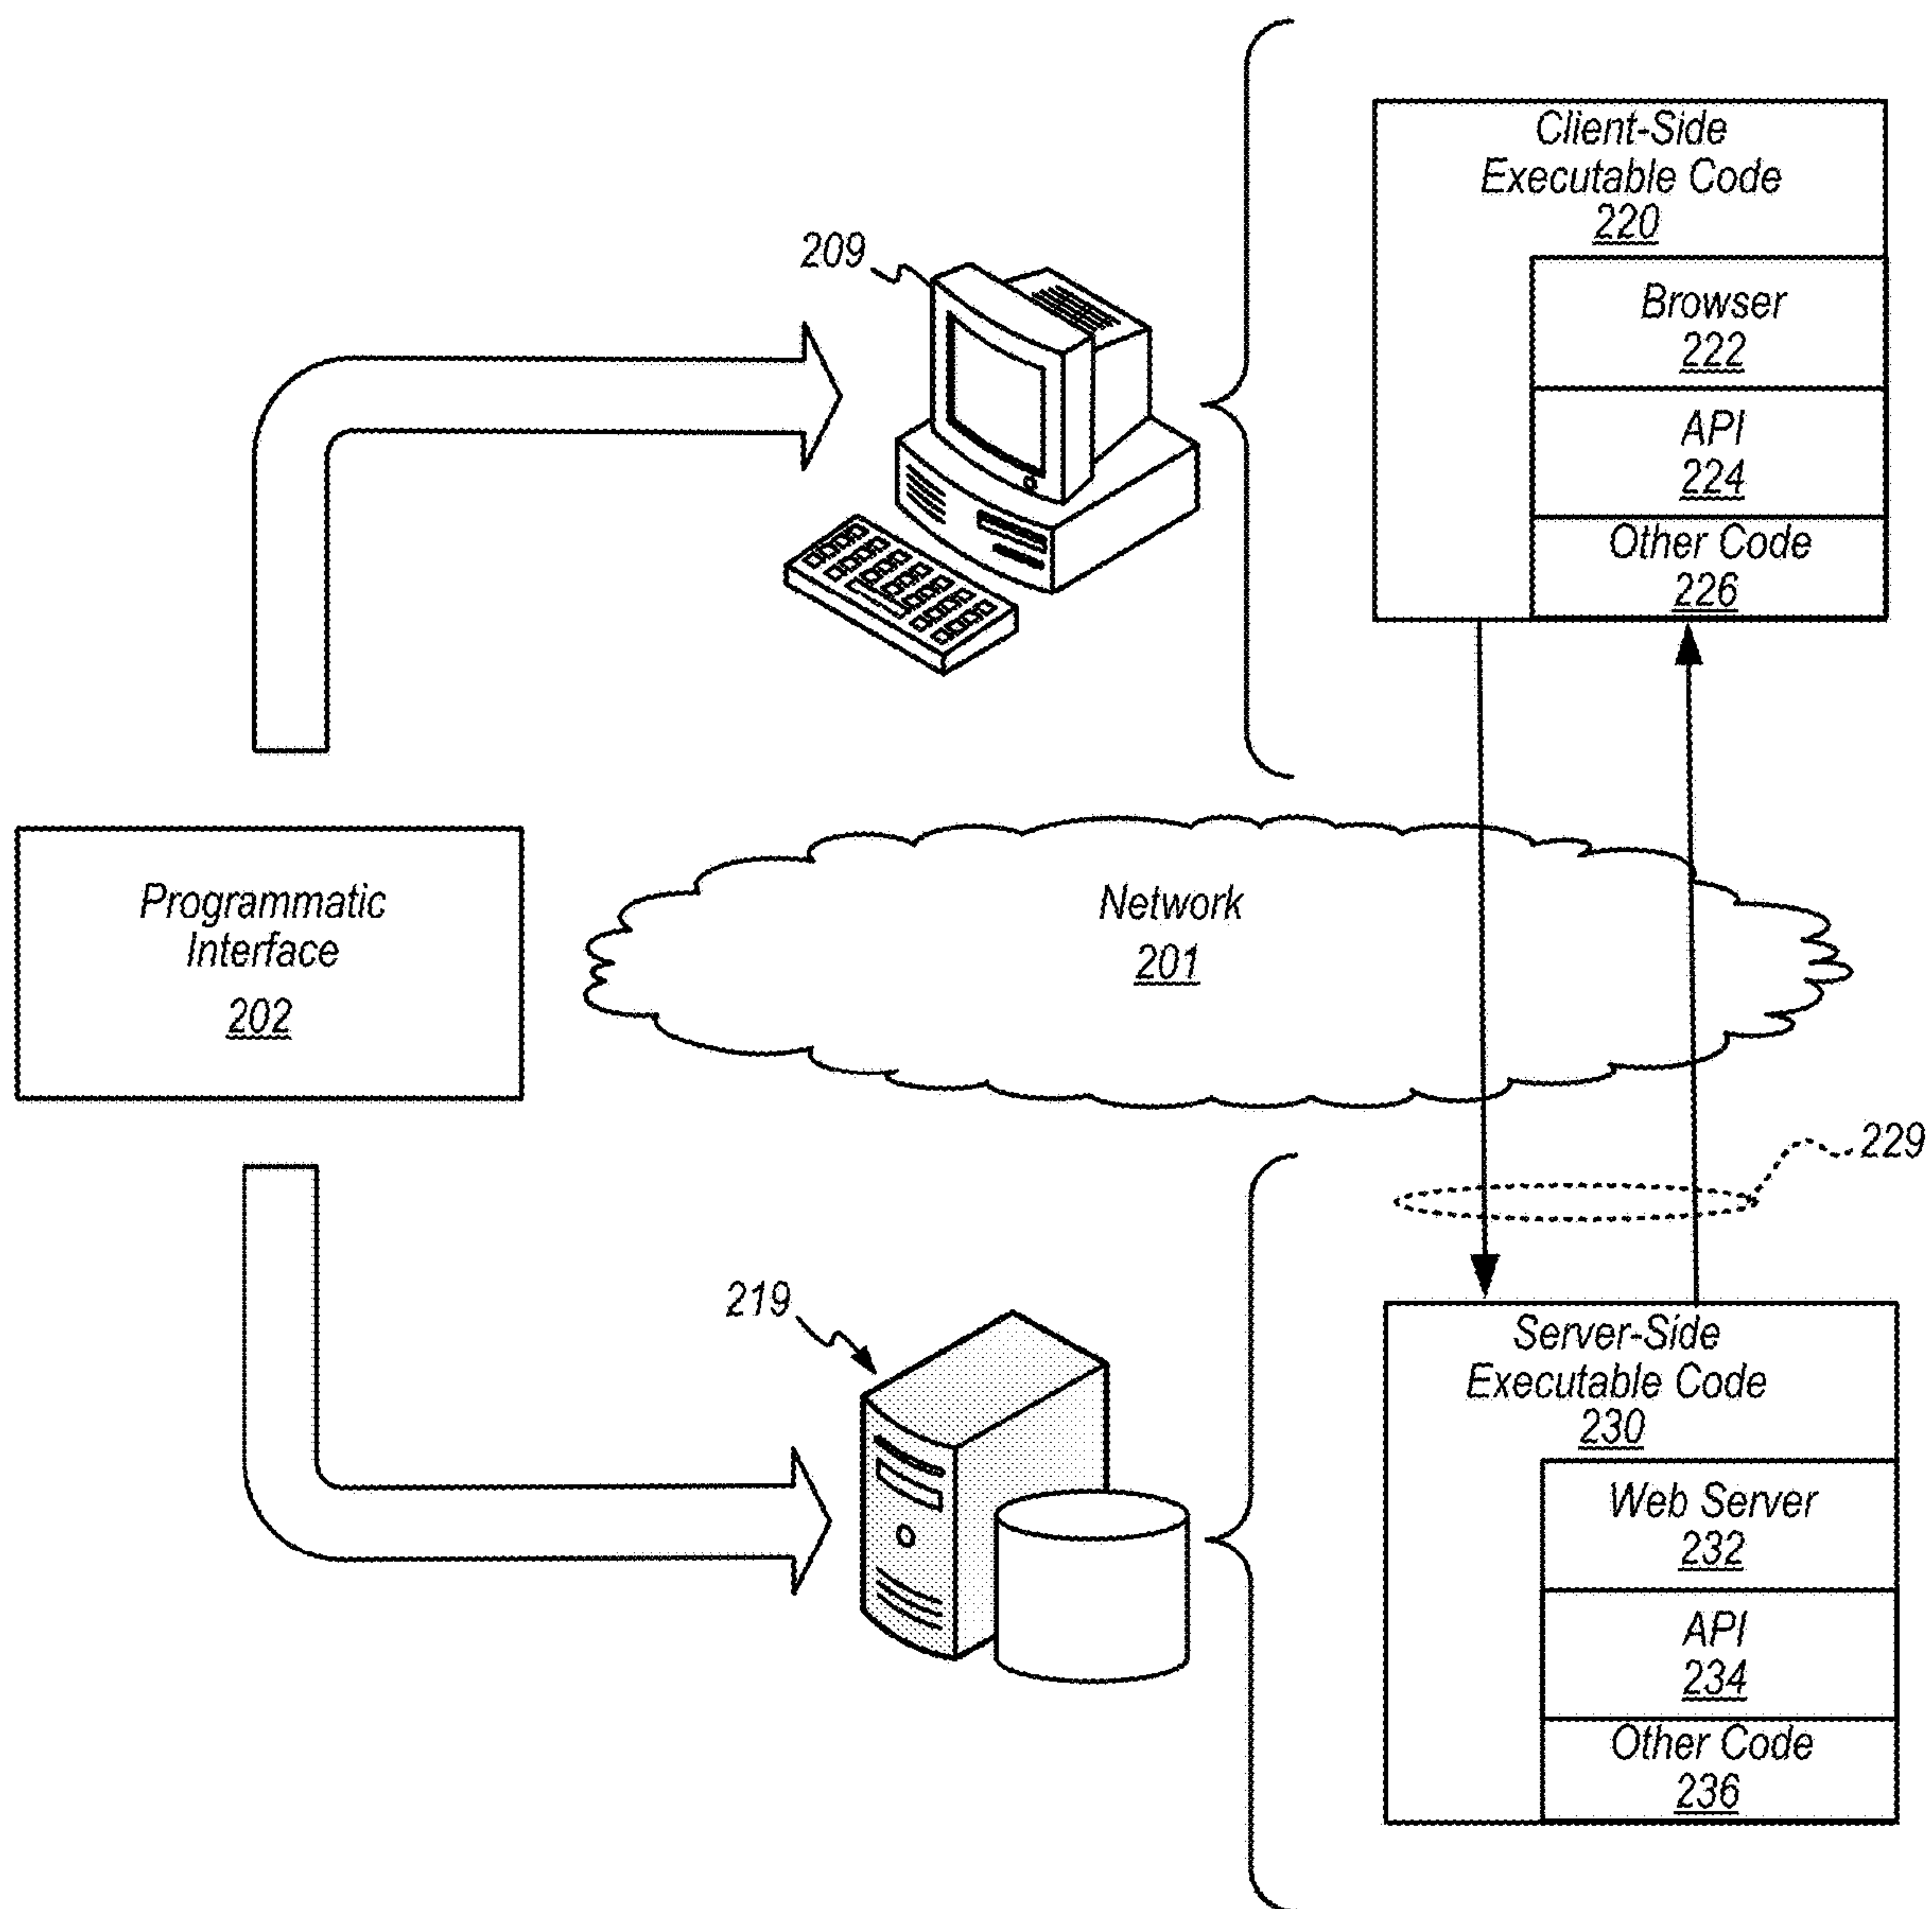 Client-Side
Executable Code
220
209
Browser
222
API
224
Other Code
226
Programmatic
Interface
202
Network
201
229
219
Server-Side
Executable Code
230
Web Server
232
API
234
Other Code
236